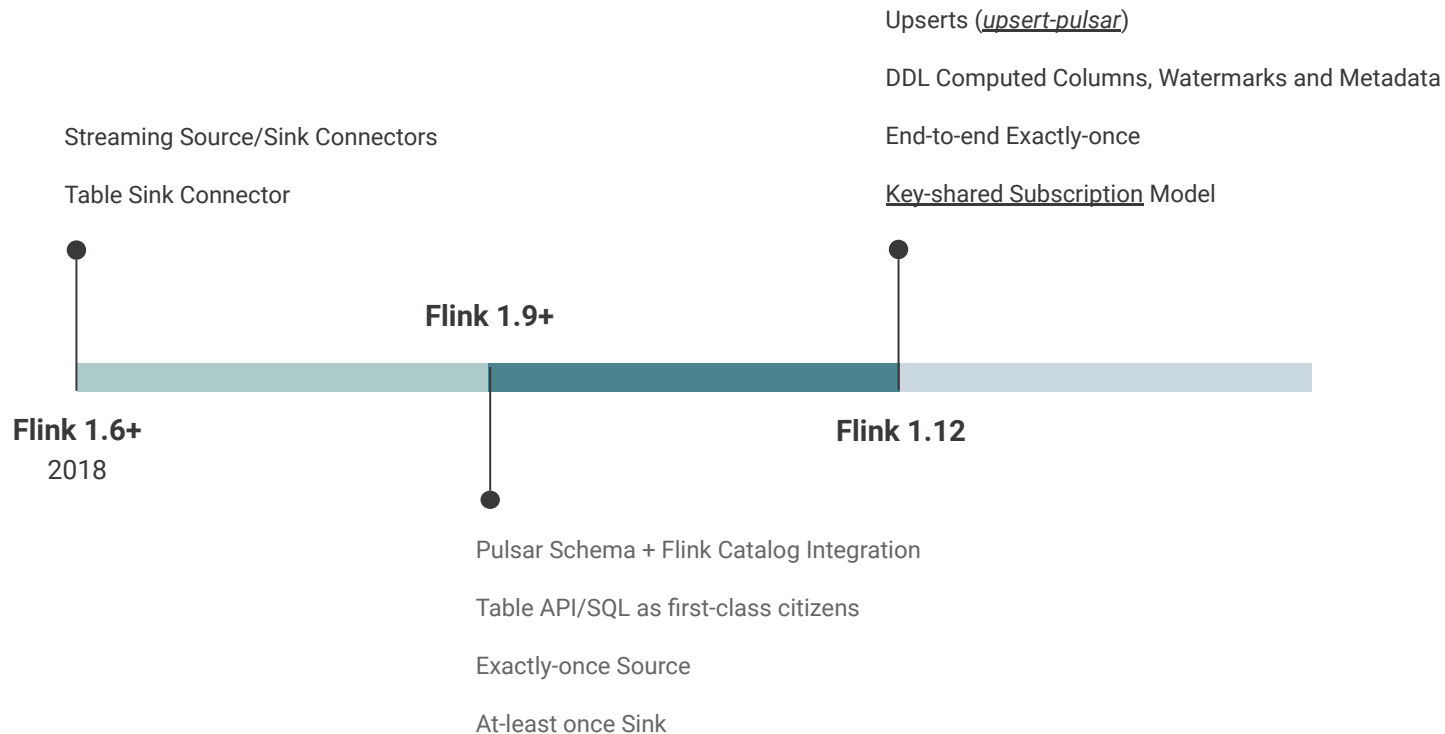 Upserts (upsert-pulsar)
DDL Computed Columns, Watermarks and Metadata
End-to-end Exactly-once
Key-shared Subscription Model
Streaming Source/Sink Connectors
Table Sink Connector
Flink 1.9+
Flink 1.6+
2018
Flink 1.12
Pulsar Schema + Flink Catalog Integration
Table API/SQL as first-class citizens
Exactly-once Source
At-least once Sink